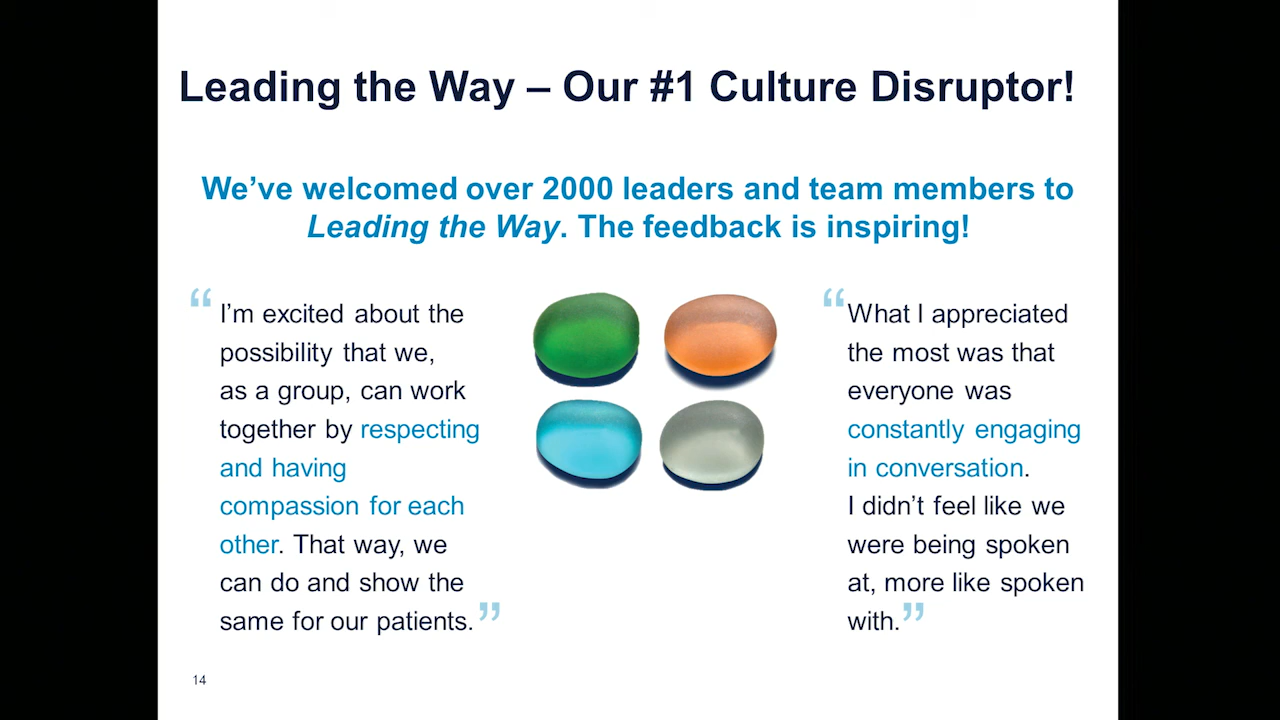 Leading the Way – Our #1 Culture Disruptor!
We’ve welcomed over 2000 leaders and team members to
Leading the Way. The feedback is inspiring!
“I’m excited about the
possibility that we,
as a group, can work
together by respecting
and having
compassion for each
other. That way, we
can do and show the
same for our patients.”
“What I appreciated
the most was that
everyone was
constantly engaging
in conversation.
I didn’t feel like we
were being spoken
at, more like spoken
with.”
14